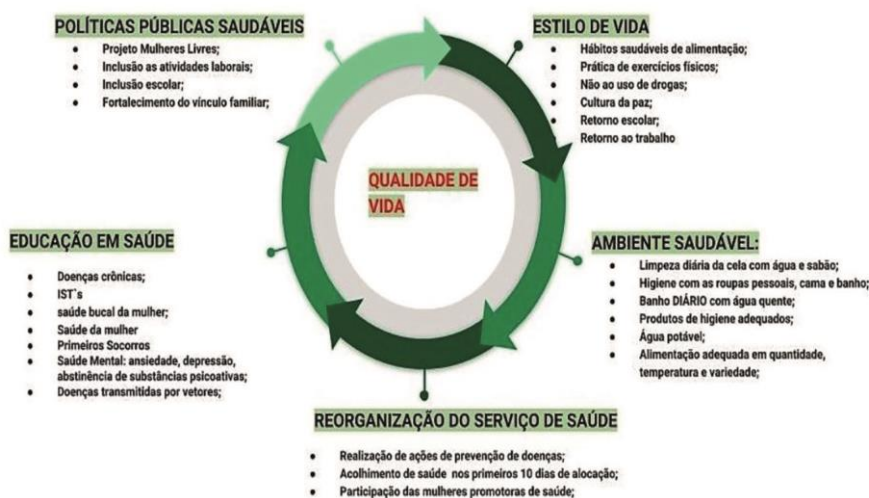 POLÍTICAS PÚBLICAS SAUDÁVEIS
• Projeto Mulheres Livres;
• Inclusão as atividades laborais;
• Inclusão escolar;
• Fortalecimento do vínculo familiar;
ESTILO DE VIDA
• Hábitos saudáveis de alimentação;
• Prática de exercícios físicos;
• Não ao uso de drogas;
• Cultura da paz;
• Retorno escolar;
• Retorno ao trabalho
QUALIDADE DE
VIDA
EDUCAÇÃO EM SAÚDE
• Doenças crônicas;
• IST`s
• saúde bucal da mulher;
• Saúde da mulher
• Primeiros Socorros
• Saúde Mental: ansiedade, depressão,
abstinência de substâncias psicoativas;
• Doenças transmitidas por vetores;
AMBIENTE SAUDÁVEL:
• Limpeza diária da cela com água e sabão;
• Higiene com as roupas pessoais, cama e banho;
• Banho DIÁRIO com água quente;
• Produtos de higiene adequados;
• Água potável;
• Alimentação adequada em quantidade,
temperatura e variedade;
REORGANIZAÇÃO DO SERVIÇO DE SAÚDE
• Realização de ações de prevenção de doenças;
• Acolhimento de saúde nos primeiros 10 dias de alocação;
• Participação das mulheres promotoras de saúde;